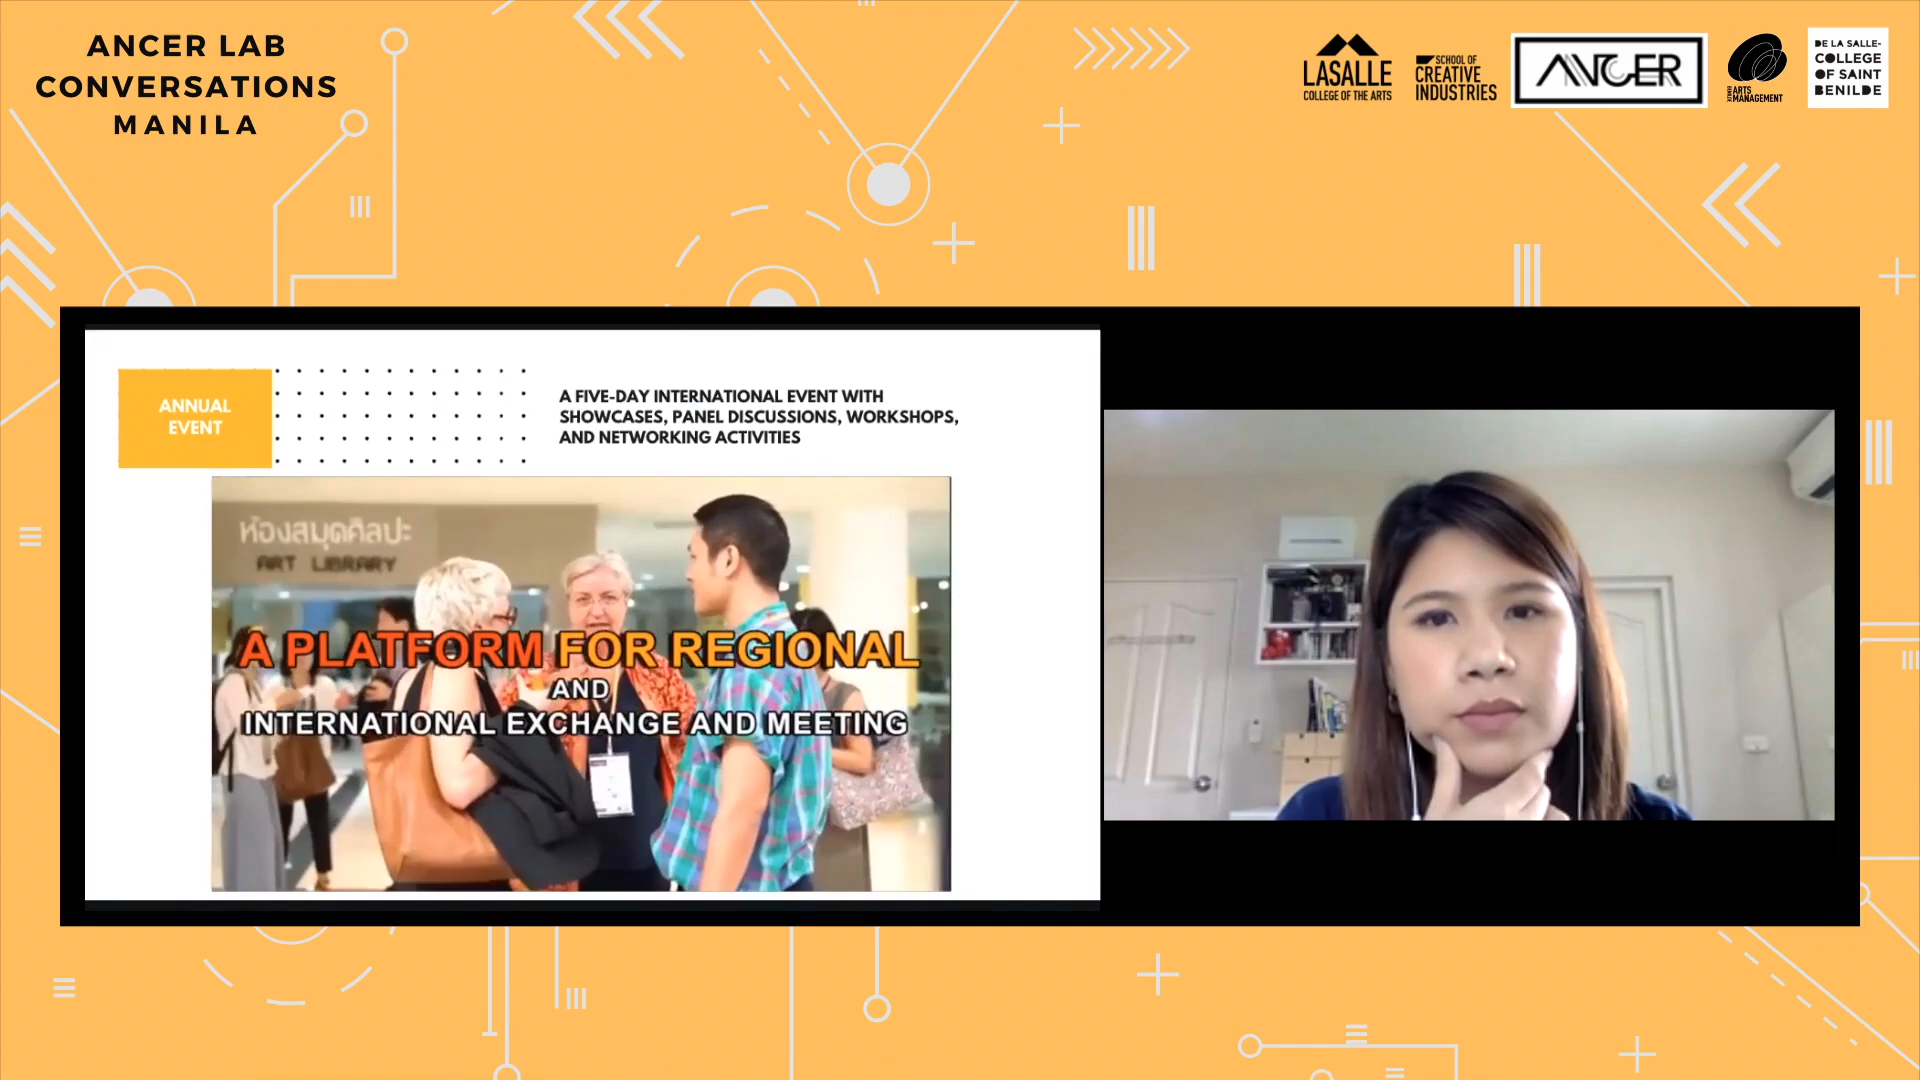 ANCER LAB
CONVERSATIONS
MANILA
LASALLE
COLLEGE OF THE ARTS
SCHOOL OF
CREATIVE
INDUSTRIES
ANCER
ARTS
MANAGEMENT
DE LA SALLE-
COLLEGE
OF SAINT
BENILDE
ANNUAL
EVENT
A FIVE-DAY INTERNATIONAL EVENT WITH
SHOWCASES, PANEL DISCUSSIONS, WORKSHOPS,
AND NETWORKING ACTIVITIES
ห้องสมุดศิลปะ
ART LIBRARY
A PLATFORM FOR REGIONAL
AND
INTERNATIONAL EXCHANGE AND MEETING